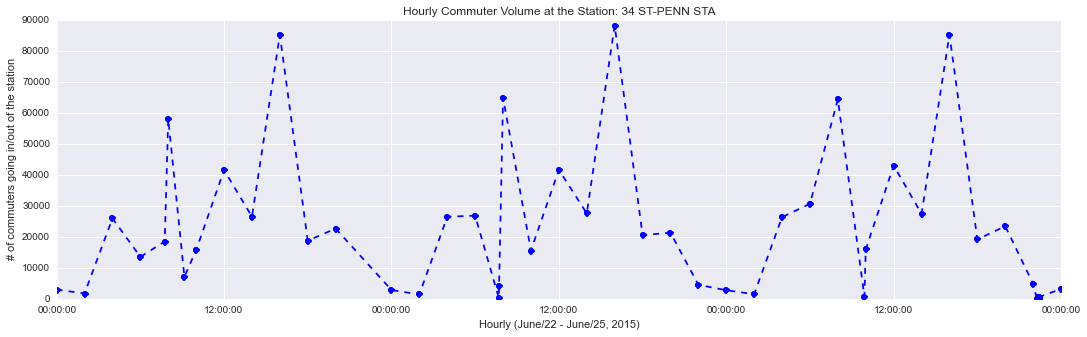 Hourly Commuter Volume at the Station: 34 ST-PENN STA
90000
80000
70000
60000
50000
40000
30000
20000
10000
0
# of commuters going in/out of the station
00:00:00 12:00:00 00:00:00 12:00:00 00:00:00 12:00:00 00:00:00
Hourly (June/22 - June/25, 2015)